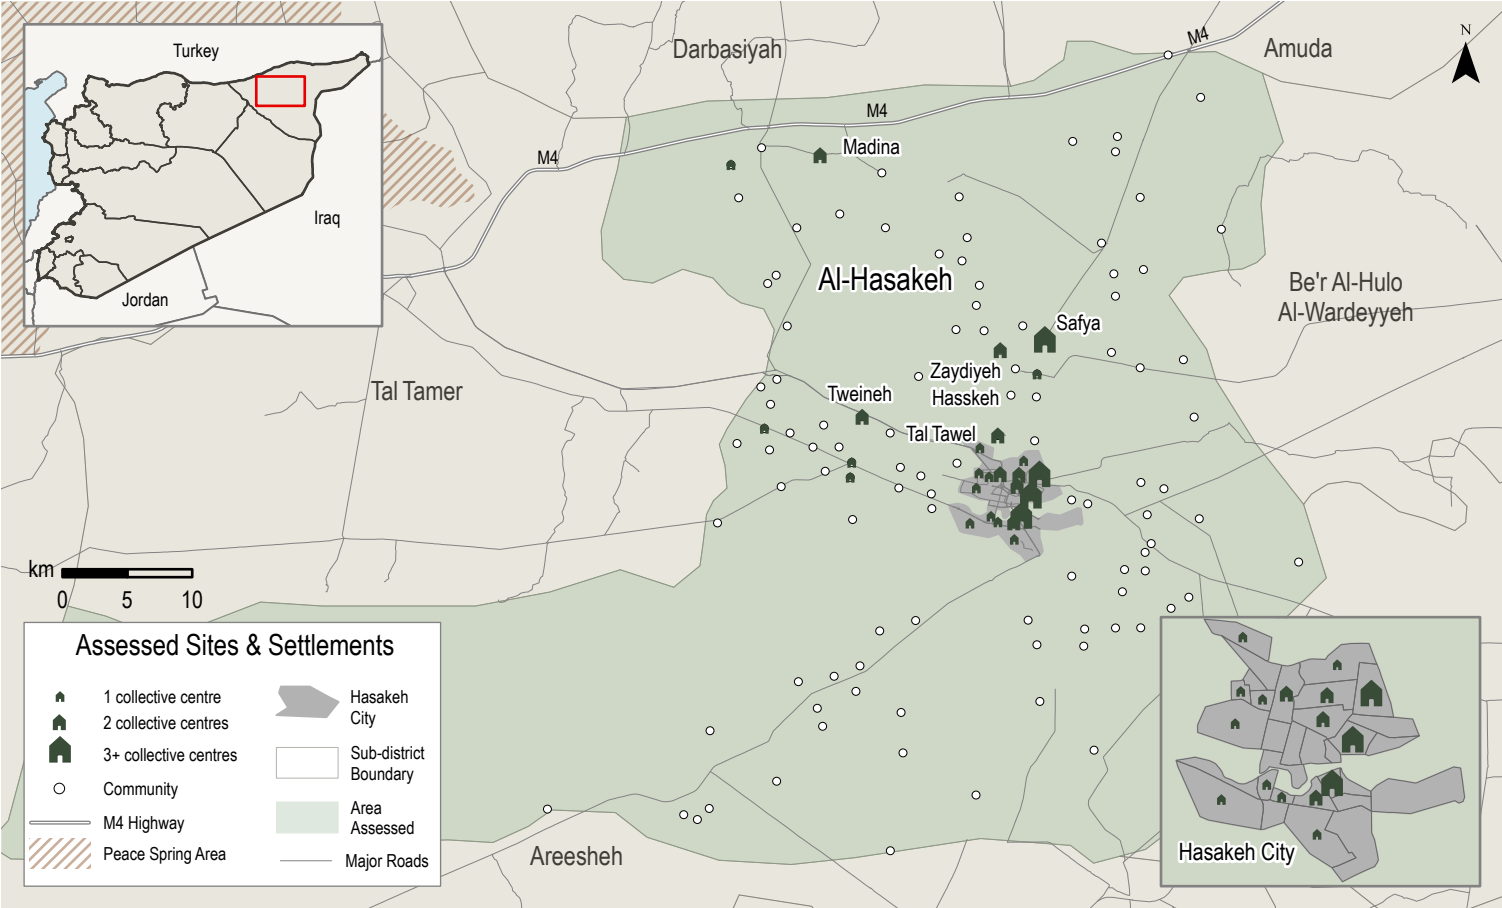 Turkey
Iraq
Jordan
Darbasiyah
M4
Amuda
N
M4
M4
Madina
Al-Hasakeh
Be'r Al-Hulo
Al-Wardeyyeh
Safya
Zaydiyeh
Hasskeh
Tal Tamer
Tweineh
Tal Tawel
km
0 5 10
Assessed Sites & Settlements
1 collective centre
2 collective centres
3+ collective centres
Community
M4 Highway
Peace Spring Area
Hasakeh
City
Sub-district
Boundary
Area
Assessed
Major Roads
Areesheh
Hasakeh City